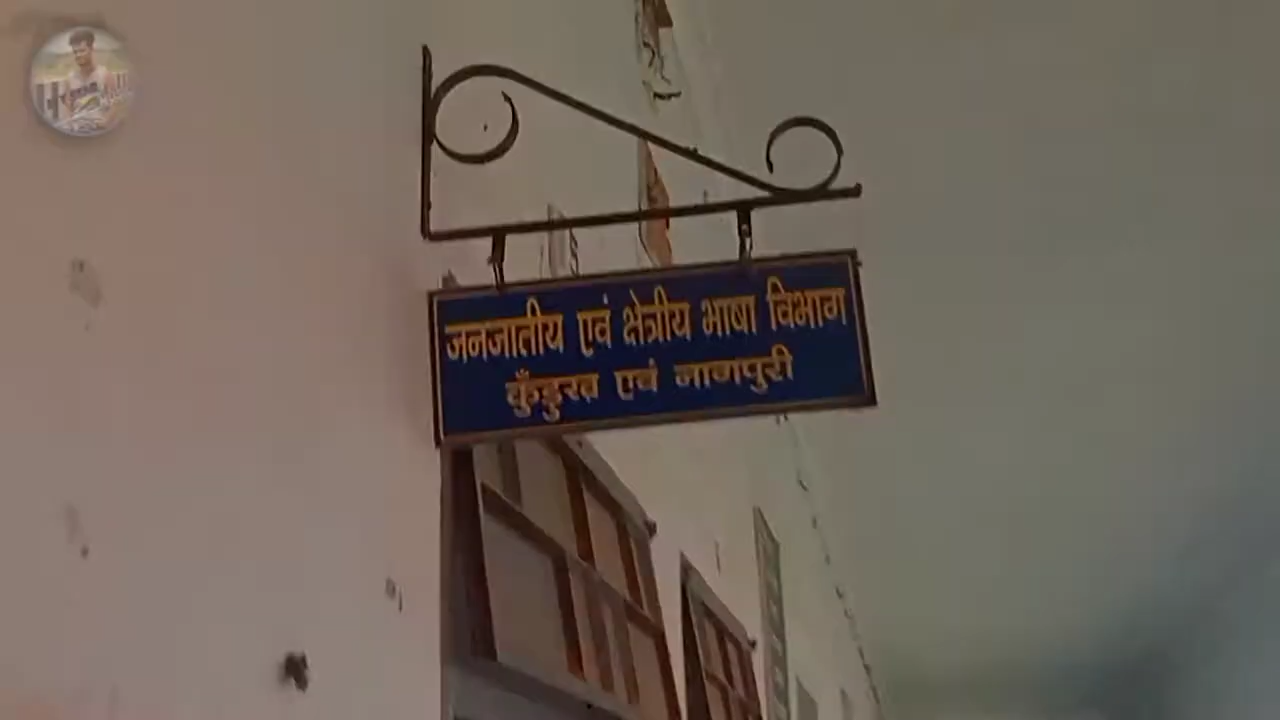 जनजातीय एवं क्षेत्रीय भाषा विभाग
कुँड़ुख एवं नागपुरी